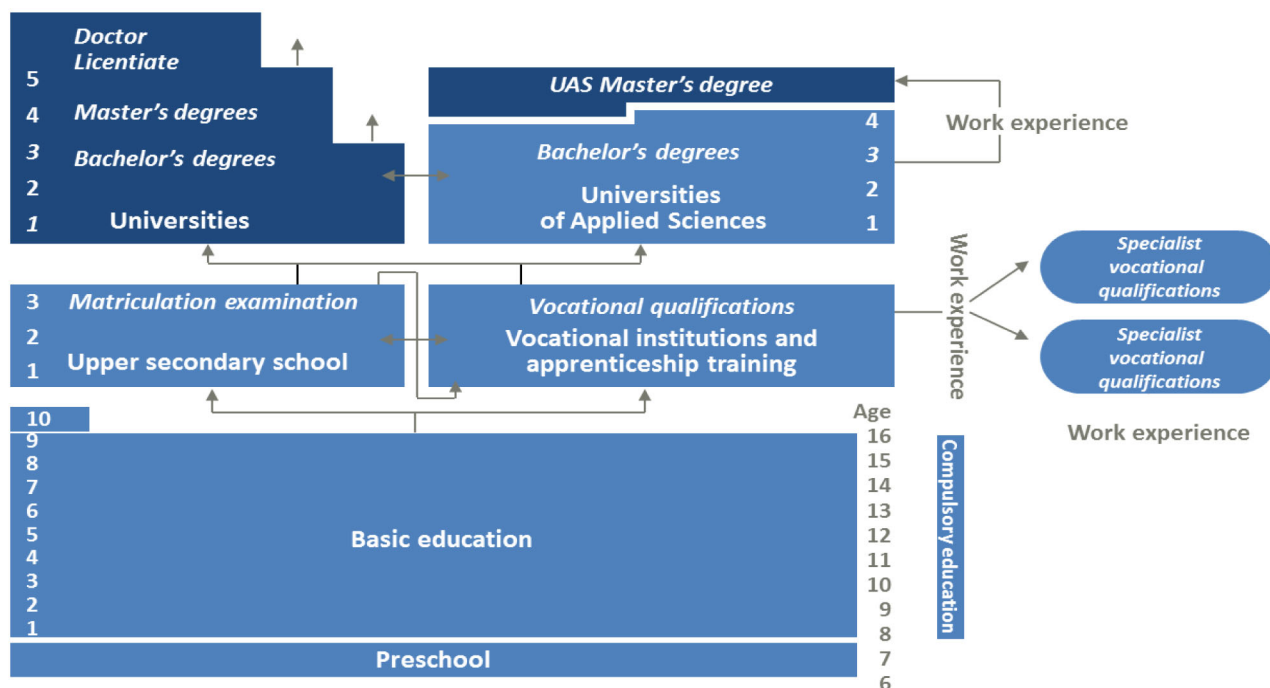 Doctor
Licentiate
5
4
Master's degrees
3
Bachelor's degrees
2
1
Universities
UAS Master's degree
4
Bachelor's degrees
3
Universities
of Applied Sciences
2
1
Work experience
3
Matriculation examination
2
Upper secondary school
1
Vocational qualifications
Vocational institutions and
apprenticeship training
Work experience
Specialist
vocational
qualifications
Specialist
vocational
qualifications
Work experience
10
9
8
7
6
5
4
3
2
1
Basic education
Preschool
Age
16
15
14
13
12
11
10
9
8
7
6
Compulsory education